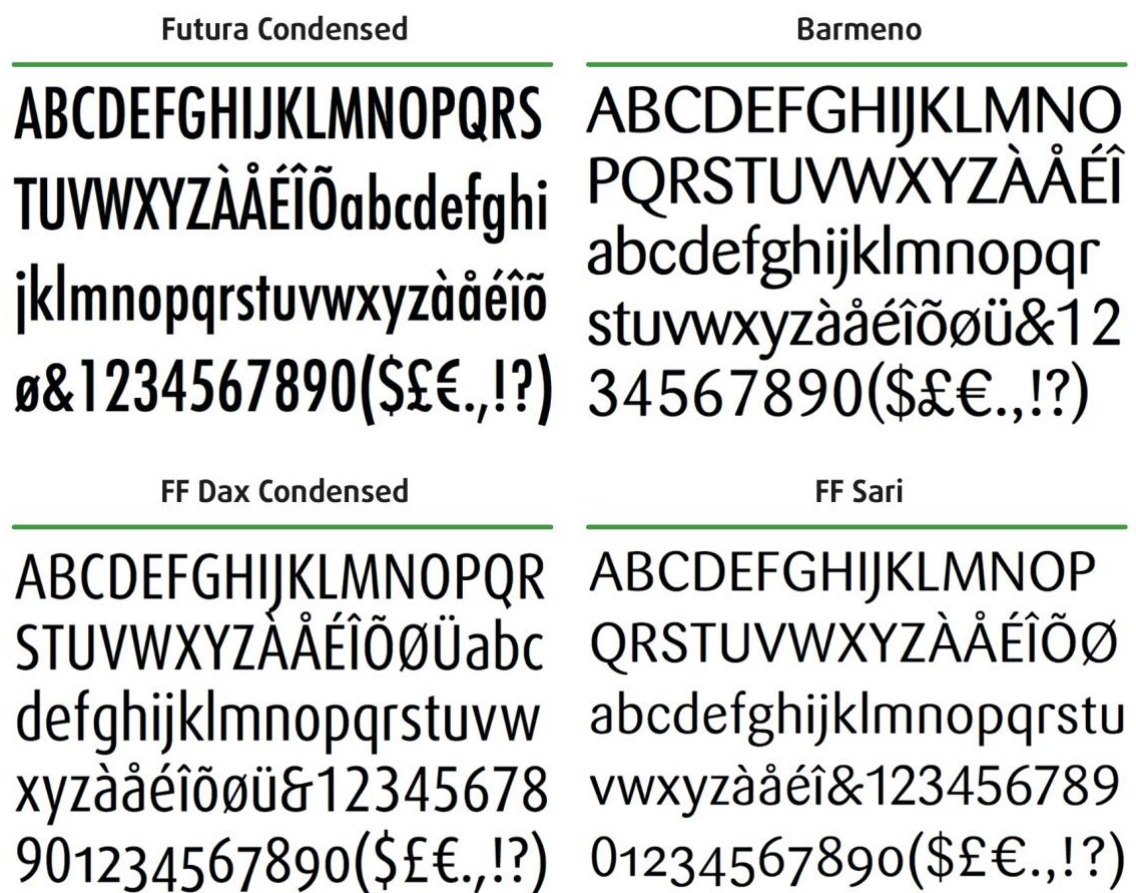 Futura Condensed
ABCDEFGHIJKLMNOPQRS
TUVWXYZÀÅÉÎÕabcdefghi
jklmnopqrstuvwxyzàåéîõ
ø&1234567890($£€.,!?)
Barmeno
ABCDEFGHIJKLMNO
PQRSTUVWXYZÀÅÉÎ
abcdefghijklmnopqr
stuvwxyzàåéîõøü&12
34567890($£€.,!?)
FF Dax Condensed
ABCDEFGHIJKLMNOPQR
STUVWXYZÀÅÉÎÕØÜabc
defghijklmnopqrstuvw
xyzàåéîõøü&12345678
901234567890($£€.,!?)
FF Sari
ABCDEFGHIJKLMNOP
QRSTUVWXYZÀÅÉÎÕØ
abcdefghijklmnopqrstu
vwxyzàåéî&123456789
01234567890($£€.,!?)